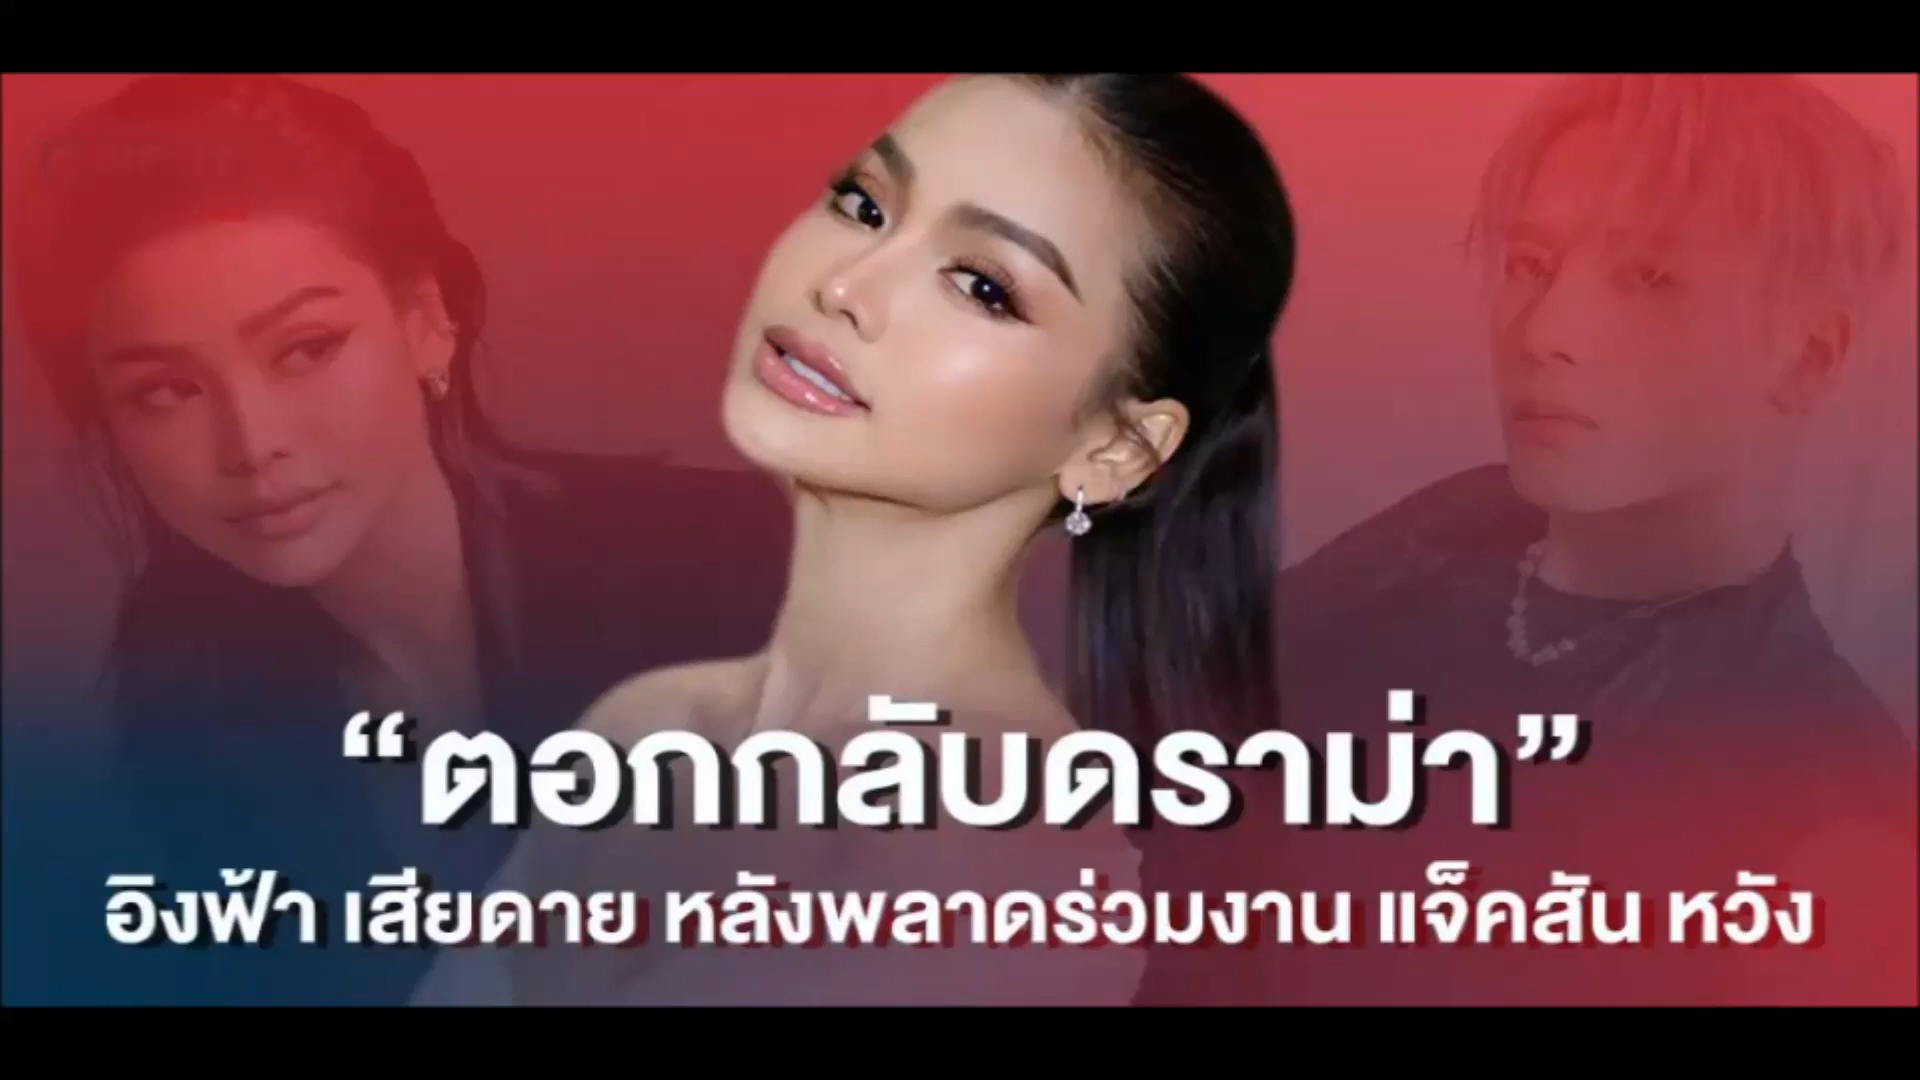 “ตอกกลับดราม่า”
อิงฟ้า เสียดาย หลังพลาดร่วมงาน แจ็คสัน หวัง